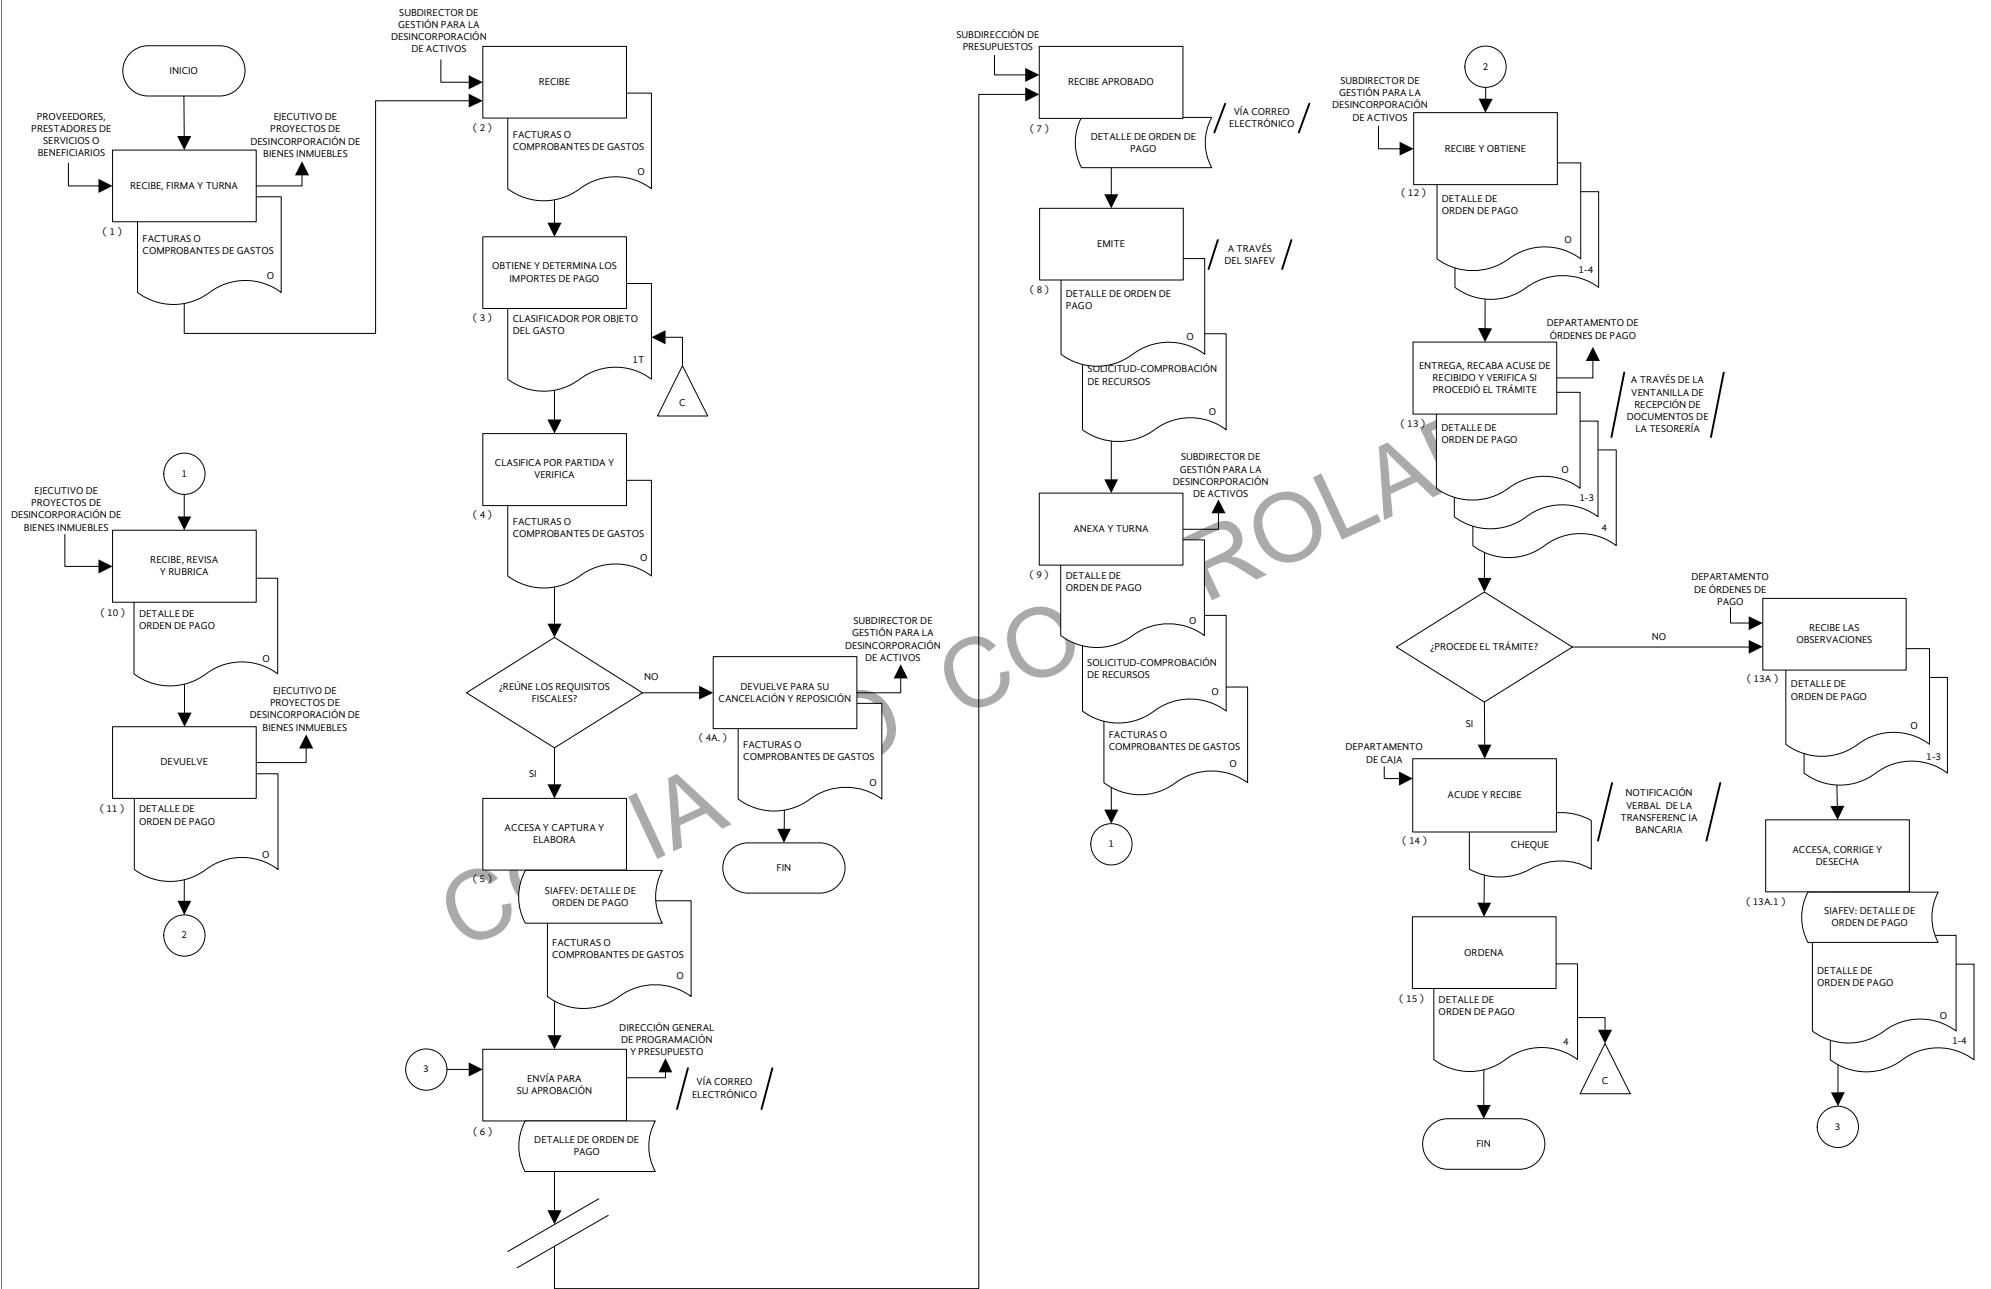 INICIO
PROVEEDORES,
PRESTADORES DE
SERVICIOS O
BENEFICIARIOS
EJECUTIVO DE
PROYECTOS DE
DESINCORPORACIÓN DE
BIENES INMUEBLES
RECIBE, FIRMA Y TURNA
( 1 )
FACTURAS O
COMPROBANTES DE GASTOS
O
1
EJECUTIVO DE
PROYECTOS DE
DESINCORPORACIÓN DE
BIENES INMUEBLES
RECIBE, REVISA
Y RUBRICA
( 10 )
DETALLE DE
ORDEN DE PAGO
O
EJECUTIVO DE
PROYECTOS DE
DESINCORPORACIÓN DE
BIENES INMUEBLES
DEVUELVE
( 11 )
DETALLE DE
ORDEN DE PAGO
O
2
SUBDIRECTOR DE
GESTIÓN PARA LA
DESINCORPORACIÓN
DE ACTIVOS
RECIBE
( 2 )
FACTURAS O
COMPROBANTES DE GASTOS
O
OBTIENE Y DETERMINA LOS
IMPORTES DE PAGO
( 3 )
CLASIFICADOR POR OBJETO
DEL GASTO
1T
C
CLASIFICA POR PARTIDA Y
VERIFICA
( 4 )
FACTURAS O
COMPROBANTES DE GASTOS
O
¿REÚNE LOS REQUISITOS
FISCALES?
NO
SUBDIRECTOR DE
GESTIÓN PARA LA
DESINCORPORACIÓN
DE ACTIVOS
DEVUELVE PARA SU
CANCELACIÓN Y REPOSICIÓN
( 4A. )
FACTURAS O
COMPROBANTES DE GASTOS
O
FIN
SI
ACCESA Y CAPTURA Y
ELABORA
( 5 )
SIAFEV: DETALLE DE
ORDEN DE PAGO
FACTURAS O
COMPROBANTES DE GASTOS
O
3
DIRECCIÓN GENERAL
DE PROGRAMACIÓN
Y PRESUPUESTO
ENVÍA PARA
SU APROBACIÓN
VÍA CORREO
ELECTRÓNICO
( 6 )
DETALLE DE ORDEN DE
PAGO
SUBDIRECCIÓN DE
PRESUPUESTOS
RECIBE APROBADO
VÍA CORREO
ELECTRÓNICO
( 7 )
DETALLE DE ORDEN DE
PAGO
EMITE
A TRAVÉS
DEL SIAFEV
( 8 )
DETALLE DE ORDEN DE
PAGO
O
SOLICITUD-COMPROBACIÓN
DE RECURSOS
O
SUBDIRECTOR DE
GESTIÓN PARA LA
DESINCORPORACIÓN
DE ACTIVOS
ANEXA Y TURNA
( 9 )
DETALLE DE
ORDEN DE PAGO
O
SOLICITUD-COMPROBACIÓN
DE RECURSOS
O
FACTURAS O
COMPROBANTES DE GASTOS
O
1
2
SUBDIRECTOR DE
GESTIÓN PARA LA
DESINCORPORACIÓN
DE ACTIVOS
RECIBE Y OBTIENE
( 12 )
DETALLE DE
ORDEN DE PAGO
O
1-4
DEPARTAMENTO DE
ÓRDENES DE PAGO
ENTREGA, RECABA ACUSE DE
RECIBIDO Y VERIFICA SI
PROCEDIÓ EL TRÁMITE
A TRAVÉS DE LA
VENTANILLA DE
RECEPCIÓN DE
DOCUMENTOS DE
LA TESORERÍA
( 13 )
DETALLE DE
ORDEN DE PAGO
O
1-3
4
¿PROCEDE EL TRÁMITE?
NO
DEPARTAMENTO
DE ÓRDENES DE
PAGO
RECIBE LAS
OBSERVACIONES
( 13A )
DETALLE DE
ORDEN DE PAGO
O
1-3
ACCESA, CORRIGE Y
DESECHA
( 13A.1 )
SIAFEV: DETALLE DE
ORDEN DE PAGO
DETALLE DE
ORDEN DE PAGO
O
1-4
3
SI
DEPARTAMENTO
DE CAJA
ACUDE Y RECIBE
NOTIFICACIÓN
VERBAL DE LA
TRANSFERENC IA
BANCARIA
( 14 )
CHEQUE
ORDENA
( 15 )
DETALLE DE
ORDEN DE PAGO
4
C
FIN